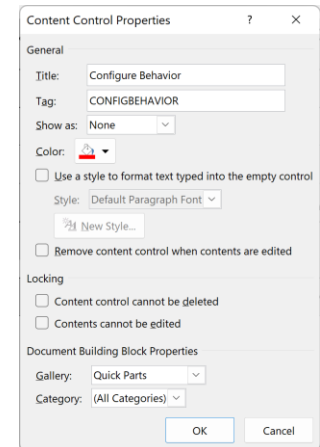 Content Control Properties ? ×
General
Title: Configure Behavior
Tag: CONFIGBEHAVIOR
Show as: None
Color:
Use a style to format text typed into the empty control
Style: Default Paragraph Font
New Style...
Remove content control when contents are edited
Locking
Content control cannot be deleted
Contents cannot be edited
Document Building Block Properties
Gallery: Quick Parts
Category: (All Categories)
OK Cancel